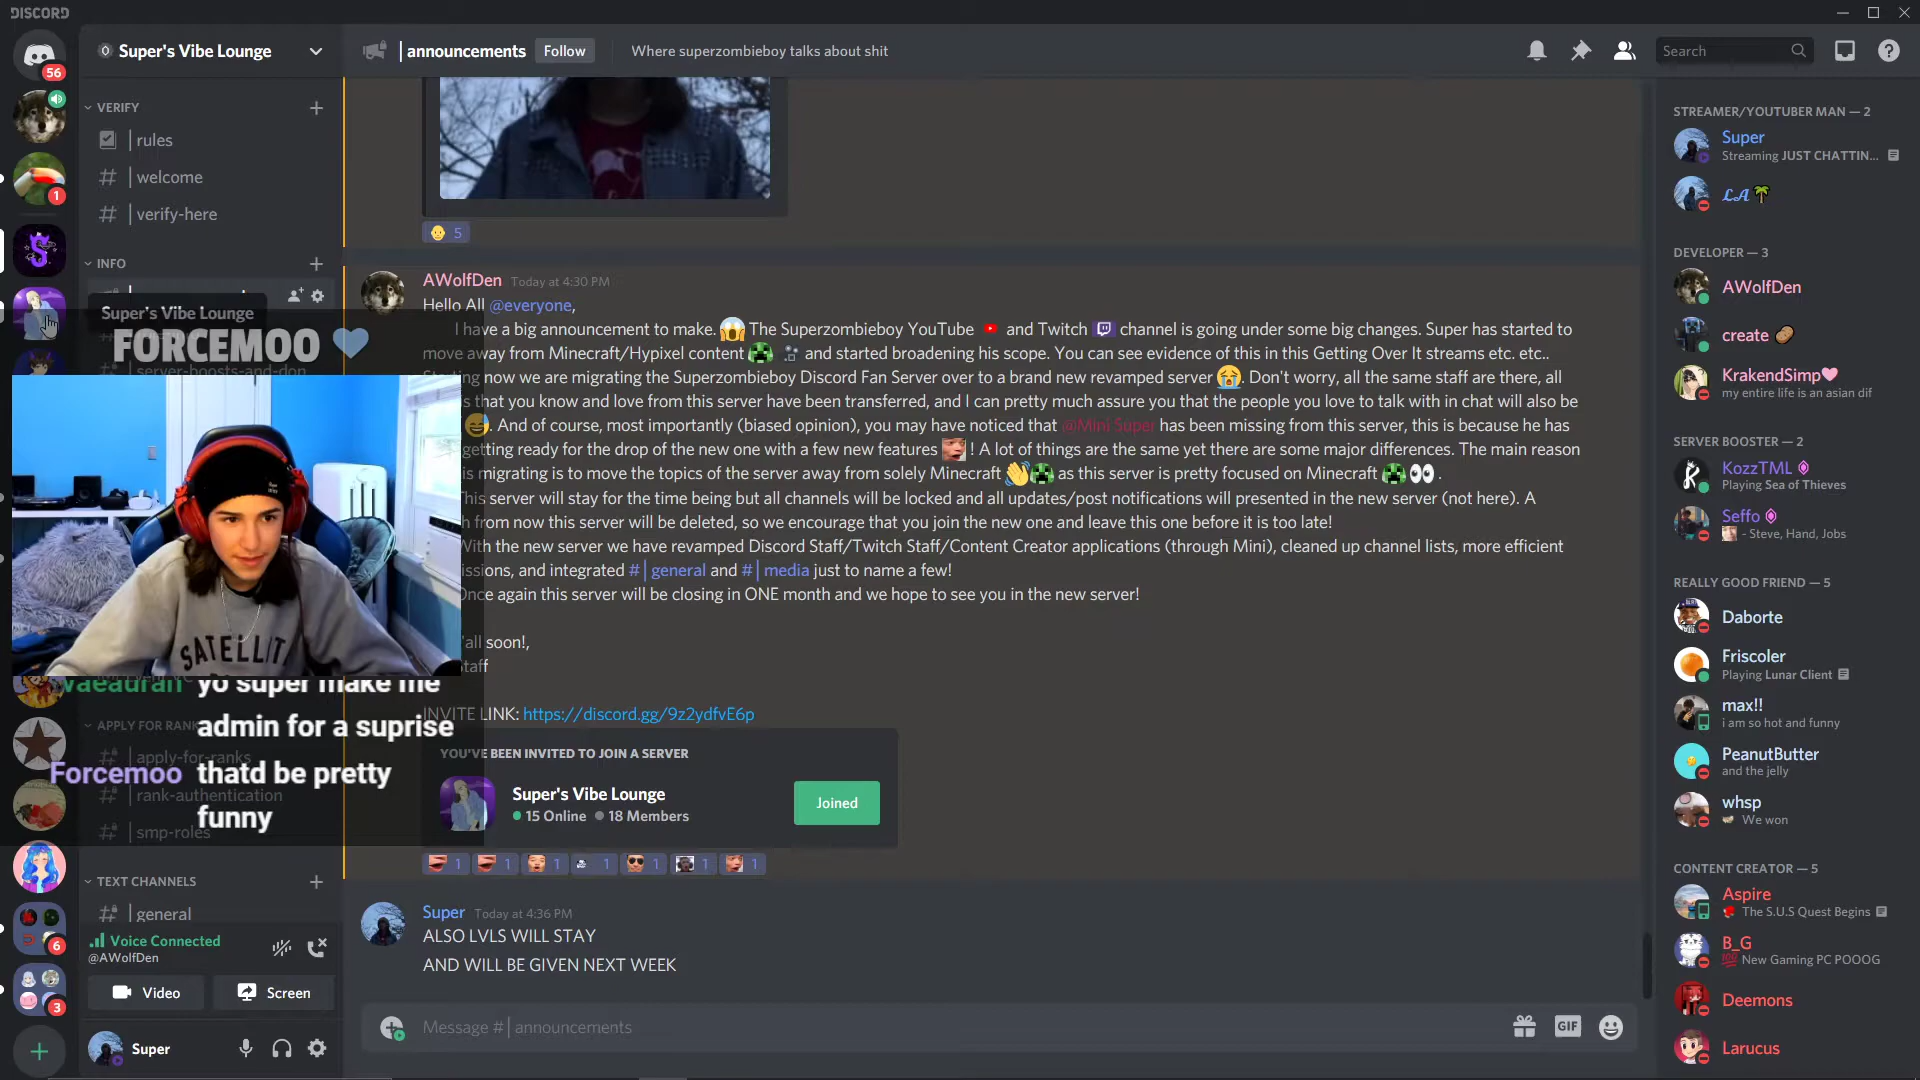 DISCORD
56
1
6
3
Super's Vibe Lounge
VERIFY
rules
welcome
verify-here
INFO
Super's Vibe Lounge
FORCEMOO
server-boosts-and-don
yo super make me
admin for a suprise
Forcemoo thatd be pretty
funny
apply-for-ranks
rank-authentication
smp-roles
TEXT CHANNELS
general
Voice Connected
@AWolfDen
Video
Screen
Super
announcements
Follow
Where superzombieboy talks about shit
Search
5
AWolfDen Today at 4:30 PM
Hello All @everyone,
I have a big announcement to make. The Superzombieboy YouTube and Twitch channel is going under some big changes. Super has started to
move away from Minecraft/Hypixel content and started broadening his scope. You can see evidence of this in this Getting Over It streams etc. etc..
now we are migrating the Superzombieboy Discord Fan Server over to a brand new revamped server . Don't worry, all the same staff are there, all
that you know and love from this server have been transferred, and I can pretty much assure you that the people you love to talk with in chat will also be
. And of course, most importantly (biased opinion), you may have noticed that @Mini Super has been missing from this server, this is because he has
getting ready for the drop of the new one with a few new features ! A lot of things are the same yet there are some major differences. The main reason
is migrating is to move the topics of the server away from solely Minecraft as this server is pretty focused on Minecraft .
This server will stay for the time being but all channels will be locked and all updates/post notifications will presented in the new server (not here). A
from now this server will be deleted, so we encourage that you join the new one and leave this one before it is too late!
With the new server we have revamped Discord Staff/Twitch Staff/Content Creator applications (through Mini), cleaned up channel lists, more efficient
and integrated # | general and # | media just to name a few!
Once again this server will be closing in ONE month and we hope to see you in the new server!
all soon!,
Staff
INVITE LINK: https://discord.gg/9z2ydfvE6p
YOU'VE BEEN INVITED TO JOIN A SERVER
Super's Vibe Lounge
15 Online 18 Members
Joined
1 1 1 1 1 1 1
Super Today at 4:36 PM
ALSO LVLS WILL STAY
AND WILL BE GIVEN NEXT WEEK
Message # | announcements
GIF
SATELLIT
STREAMER/YOUTUBER MAN — 2
Super
Streaming JUST CHATTIN...
LA
DEVELOPER — 3
AWolfDen
create
KrakendSimp
my entire life is an asian dif
SERVER BOOSTER — 2
KozzTML
Playing Sea of Thieves
Seffo
- Steve, Hand, Jobs
REALLY GOOD FRIEND — 5
Daborte
Friscoler
Playing Lunar Client
max!!
i am so hot and funny
PeanutButter
and the jelly
whsp
We won
CONTENT CREATOR — 5
Aspire
The S.U.S Quest Begins
B_G
New Gaming PC POOOG
Deemons
Larucus